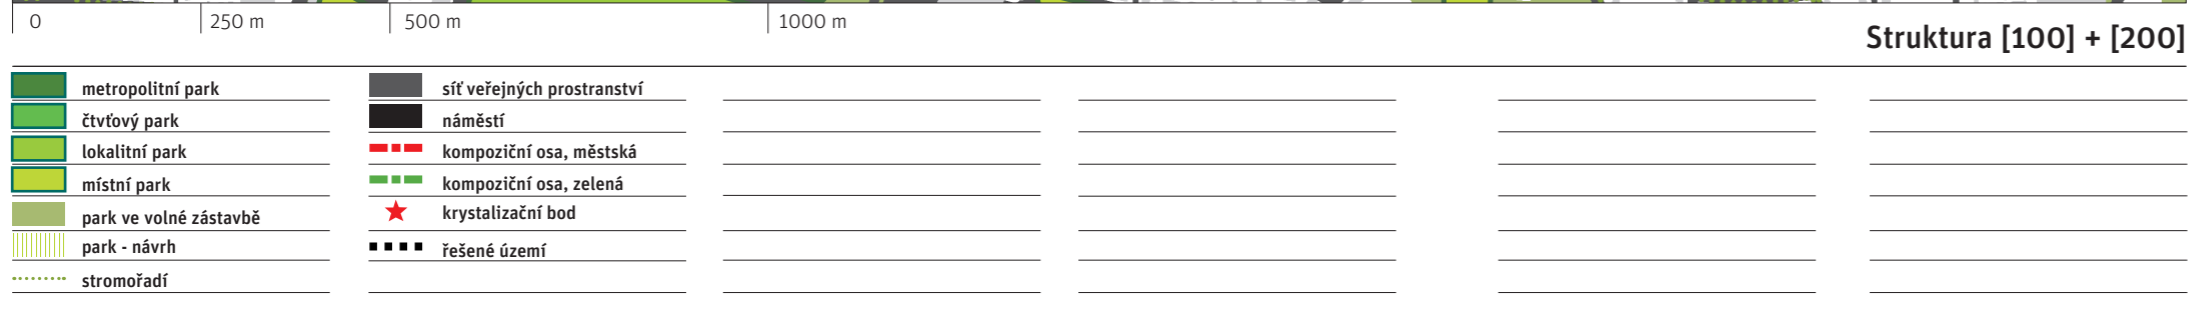 0 250 m 500 m 1000 m
Struktura [100] + [200]
metropolitní park
čtvťový park
lokalitní park
místní park
park ve volné zástavbě
park - návrh
stromořadí
síť veřejných prostranství
náměstí
kompoziční osa, městská
kompoziční osa, zelená
krystalizační bod
řešené území